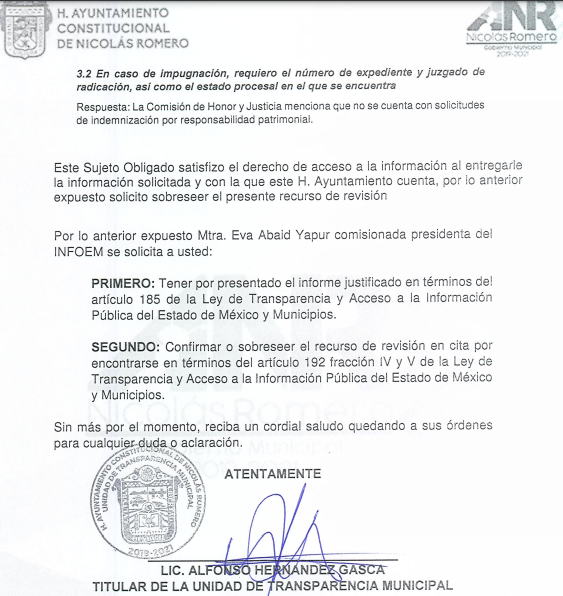 H. AYUNTAMIENTO
CONSTITUCIONAL
DE NICOLÁS ROMERO
ANR
Nicolás Romero
Gobierno Municipal
2019-2021
3.2 En caso de impugnación, requiero el número de expediente y juzgado de
radicación, así como el estado procesal en el que se encuentra
Respuesta: La Comisión de Honor y Justicia menciona que no se cuenta con solicitudes
de indemnización por responsabilidad patrimonial.
Este Sujeto Obligado satisfizo el derecho de acceso a la información al entregarle
la información solicitada y con la que este H. Ayuntamiento cuenta, por lo anterior
expuesto solicito sobreseer el presente recurso de revisión
Por lo anterior expuesto Mtra. Eva Abaid Yapur comisionada presidenta del
INFOEM se solicita a usted:
PRIMERO: Tener por presentado el informe justificado en términos del
artículo 185 de la Ley de Transparencia y Acceso a la Información
Pública del Estado de México y Municipios.
SEGUNDO: Confirmar o sobreseer el recurso de revisión en cita por
encontrarse en términos del artículo 192 fracción IV y V de la Ley de
Transparencia y Acceso a la Información Pública del Estado de México
y Municipios.
Sin más por el momento, reciba un cordial saludo quedando a sus órdenes
para cualquier duda o aclaración.
H. AYUNTAMIENTO CONSTITUCIONAL DE NICOLÁS ROMERO
UNIDAD DE TRANSPARENCIA MUNICIPAL
2019-2021
ATENTAMENTE
LIC. ALFONSO HERNÁNDEZ GASCA
TITULAR DE LA UNIDAD DE TRANSPARENCIA MUNICIPAL